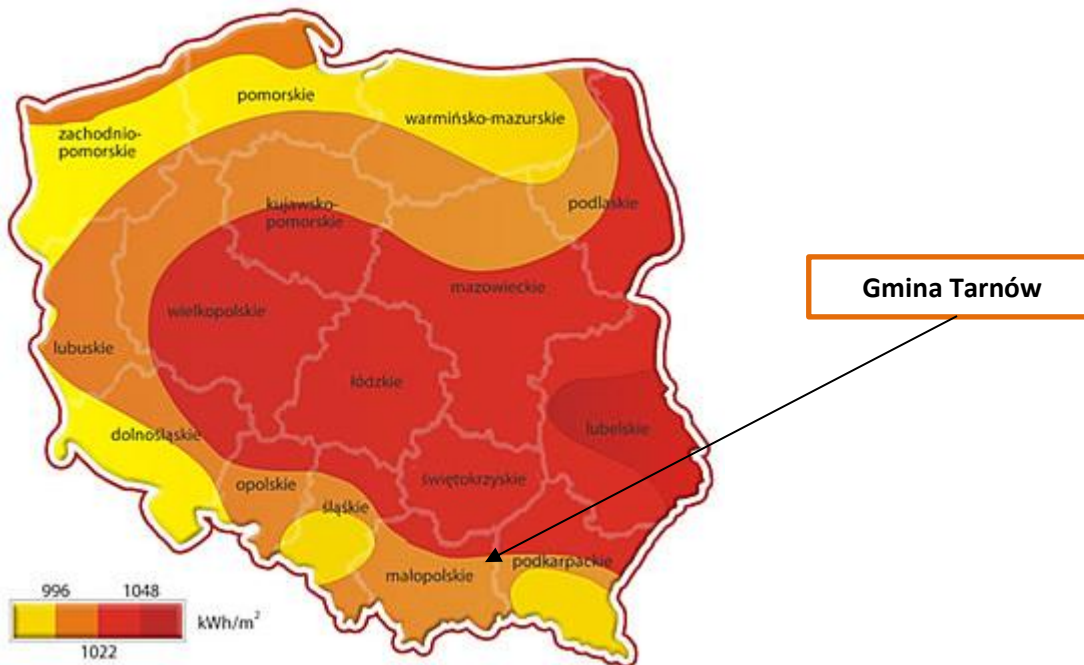 pomorskie
warmińsko-mazurskie
zachodnio-
pomorskie
podlaskie
kujawsko-
pomorskie
Gmina Tarnów
mazowieckie
wielkopolskie
lubuskie
łódzkie
lubelskie
dolnośląskie
świętokrzyskie
opolskie
śląskie
podkarpackie
małopolskie
996 1048
kWh/m²
1022